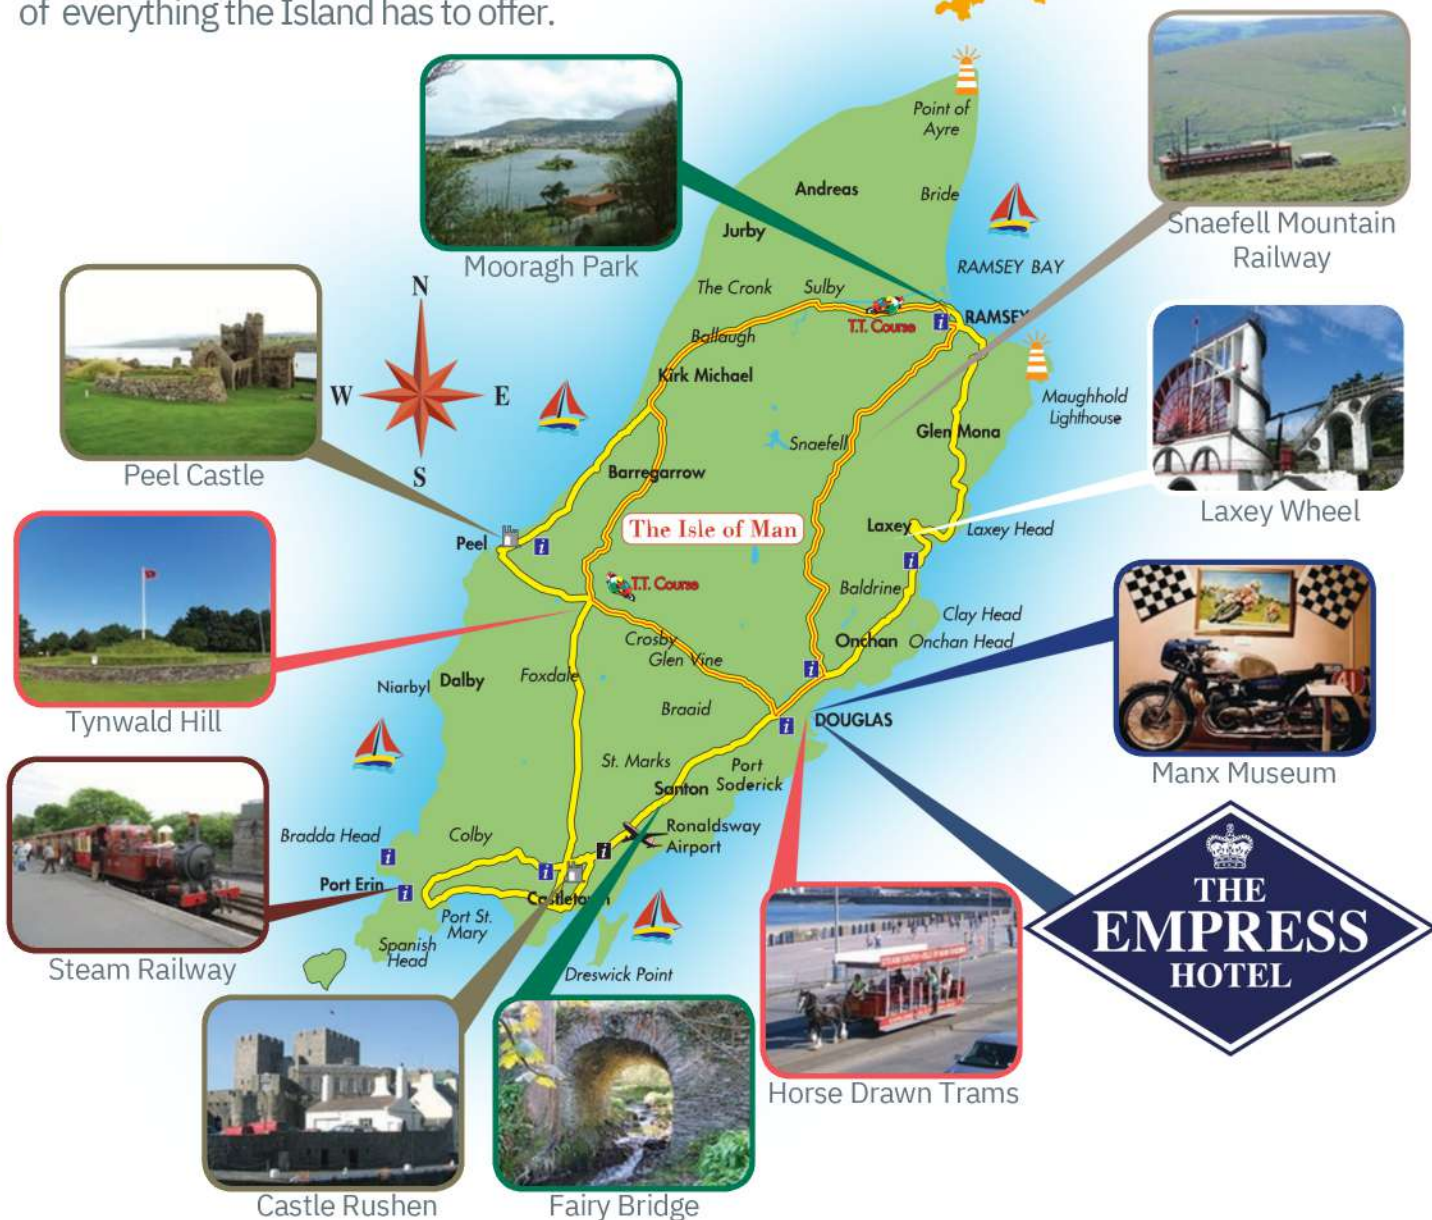 of everything the Island has to offer.
Point of
Ayre
Andreas
Bride
Jurby
Mooragh Park
Snaefell Mountain
Railway
RAMSEY BAY
The Cronk
Sulby
N
T.T. Course
RAMSEY
Ballaugh
Kirk Michael
W
E
Maughhold
Lighthouse
Snaefell
Glen Mona
S
Peel Castle
Barregarrow
Laxey Wheel
The Isle of Man
Laxey
Laxey Head
Peel
i
i
i
T.T. Course
Baldrine
Clay Head
Crosby
Onchan
Onchan Head
Glen Vine
i
Foxdale
Niarbyl
Dalby
Braaid
DOUGLAS
i
Tynwald Hill
St. Marks
Port
Soderick
Santon
Manx Museum
Ronaldsway
Airport
Bradda Head
Colby
i
i
i
i
Port Erin
Castletown
Port St.
Mary
Spanish
Head
Steam Railway
Dreswick Point
THE
EMPRESS
HOTEL
Horse Drawn Trams
Castle Rushen
Fairy Bridge